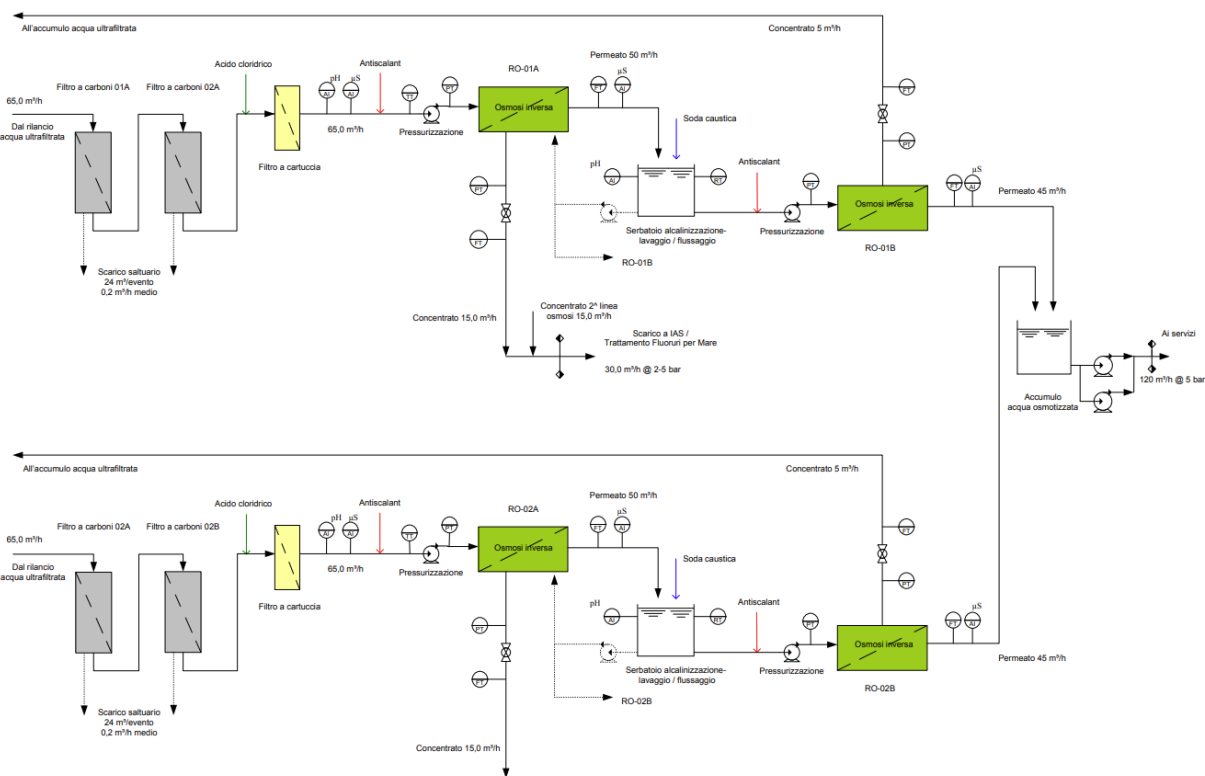 All'accumulo acqua ultrafiltrata
Concentrato 5 m³/h
Acido cloridrico
Antiscalant
RO-01A
Permeato 50 m³/h
Filtro a carboni 01A
Filtro a carboni 02A
pH
µS
AI
AI
TT
PT
FT
µS
AI
FT
65,0 m³/h
Dal rilancio
acqua ultrafiltrata
65,0 m³/h
Pressurizzazione
Osmosi inversa
Soda caustica
PT
Filtro a cartuccia
pH
AI
RT
Antiscalant
PT
FT
µS
AI
Permeato 45 m³/h
PT
FT
Osmosi inversa
Serbatoio alcalinizzazione-
lavaggio / flussaggio
Pressurizzazione
RO-01B
RO-01B
Scarico saltuario
24 m³/evento
0,2 m³/h medio
Concentrato 15,0 m³/h
Concentrato 2^ linea
osmosi 15,0 m³/h
Scarico a IAS /
Trattamento Fluoruri per Mare
30,0 m³/h @ 2-5 bar
Ai servizi
120 m³/h @ 5 bar
Accumulo
acqua osmotizzata
All'accumulo acqua ultrafiltrata
Concentrato 5 m³/h
Acido cloridrico
Antiscalant
RO-02A
Permeato 50 m³/h
Filtro a carboni 02A
Filtro a carboni 02B
pH
µS
AI
AI
TT
PT
FT
µS
AI
FT
65,0 m³/h
Dal rilancio
acqua ultrafiltrata
65,0 m³/h
Pressurizzazione
Osmosi inversa
Soda caustica
PT
Filtro a cartuccia
pH
AI
RT
Antiscalant
PT
FT
µS
AI
Permeato 45 m³/h
PT
FT
Osmosi inversa
Serbatoio alcalinizzazione-
lavaggio / flussaggio
Pressurizzazione
RO-02B
RO-02B
Scarico saltuario
24 m³/evento
0,2 m³/h medio
Concentrato 15,0 m³/h